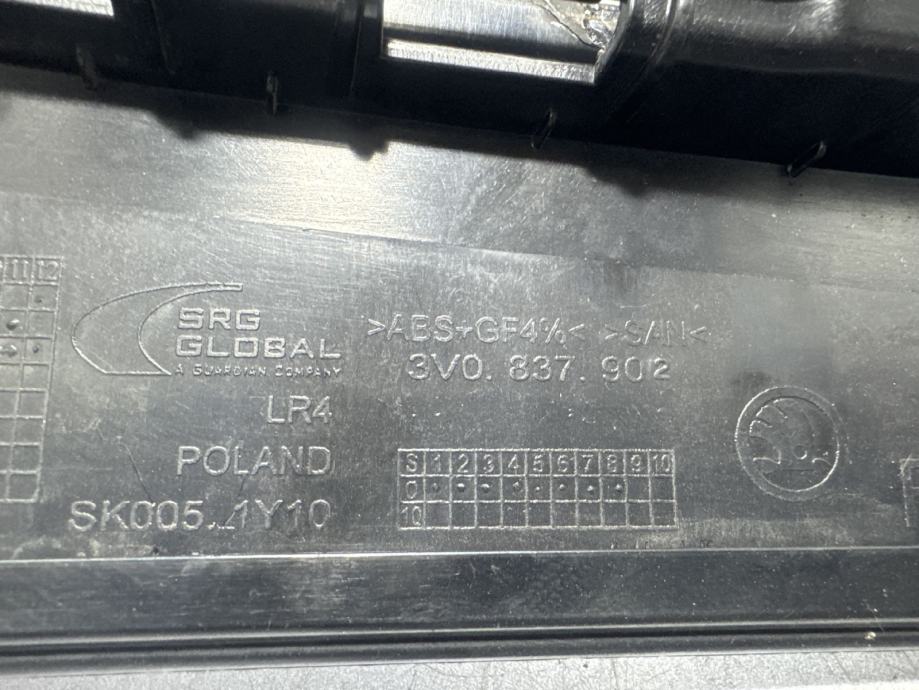 11 12
SRG
GLOBAL
A GUARDIAN COMPANY
>ABS+GF4%< >SAN<
3V0. 837. 902
LR4
POLAND
SK005..1Y10
S 1 2 3 4 5 6 7 8 9 10
0
10